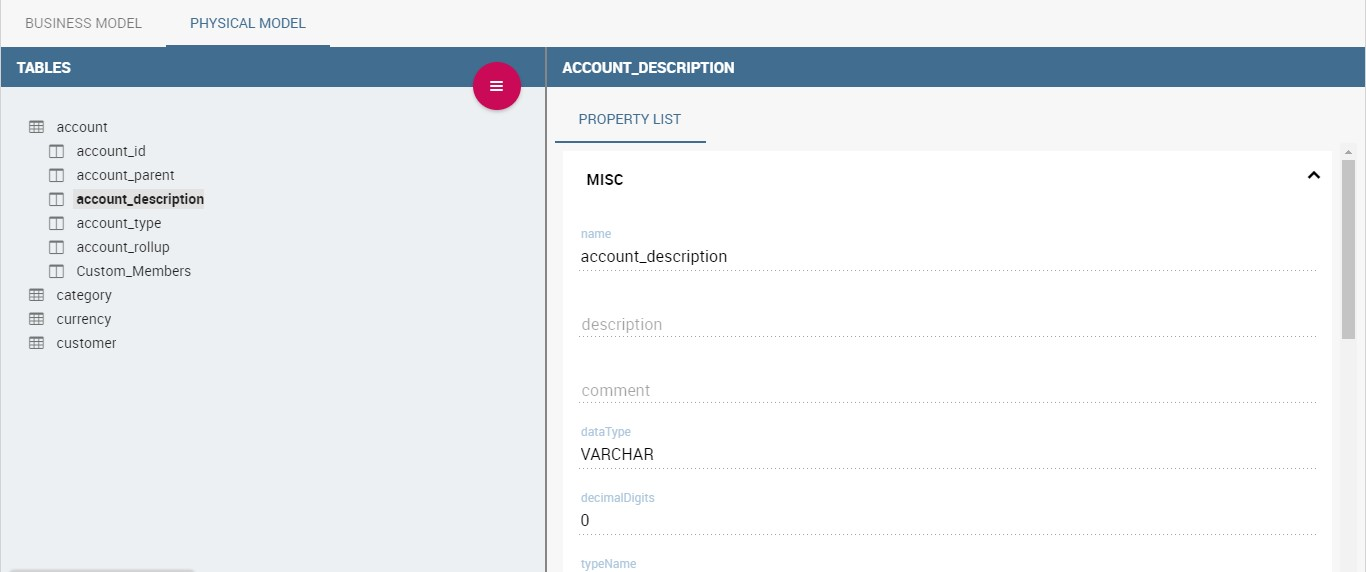 BUSINESS MODEL PHYSICAL MODEL
TABLES
account
account_id
account_parent
account_description
account_type
account_rollup
Custom_Members
category
currency
customer
ACCOUNT_DESCRIPTION
PROPERTY LIST
MISC
name
account_description
description
comment
dataType
VARCHAR
decimalDigits
0
typeName